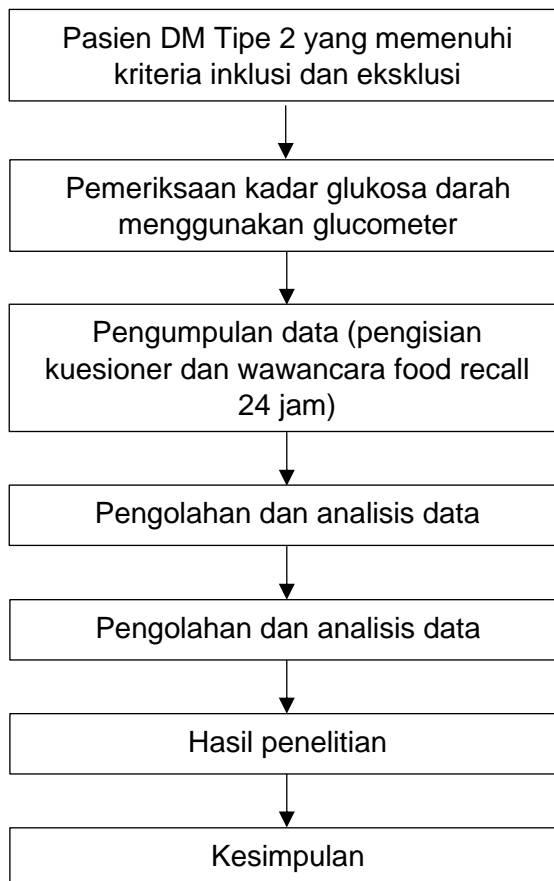 Pasien DM Tipe 2 yang memenuhi
kriteria inklusi dan eksklusi
Pemeriksaan kadar glukosa darah
menggunakan glucometer
Pengumpulan data (pengisian
kuesioner dan wawancara food recall
24 jam)
Pengolahan dan analisis data
Pengolahan dan analisis data
Hasil penelitian
Kesimpulan